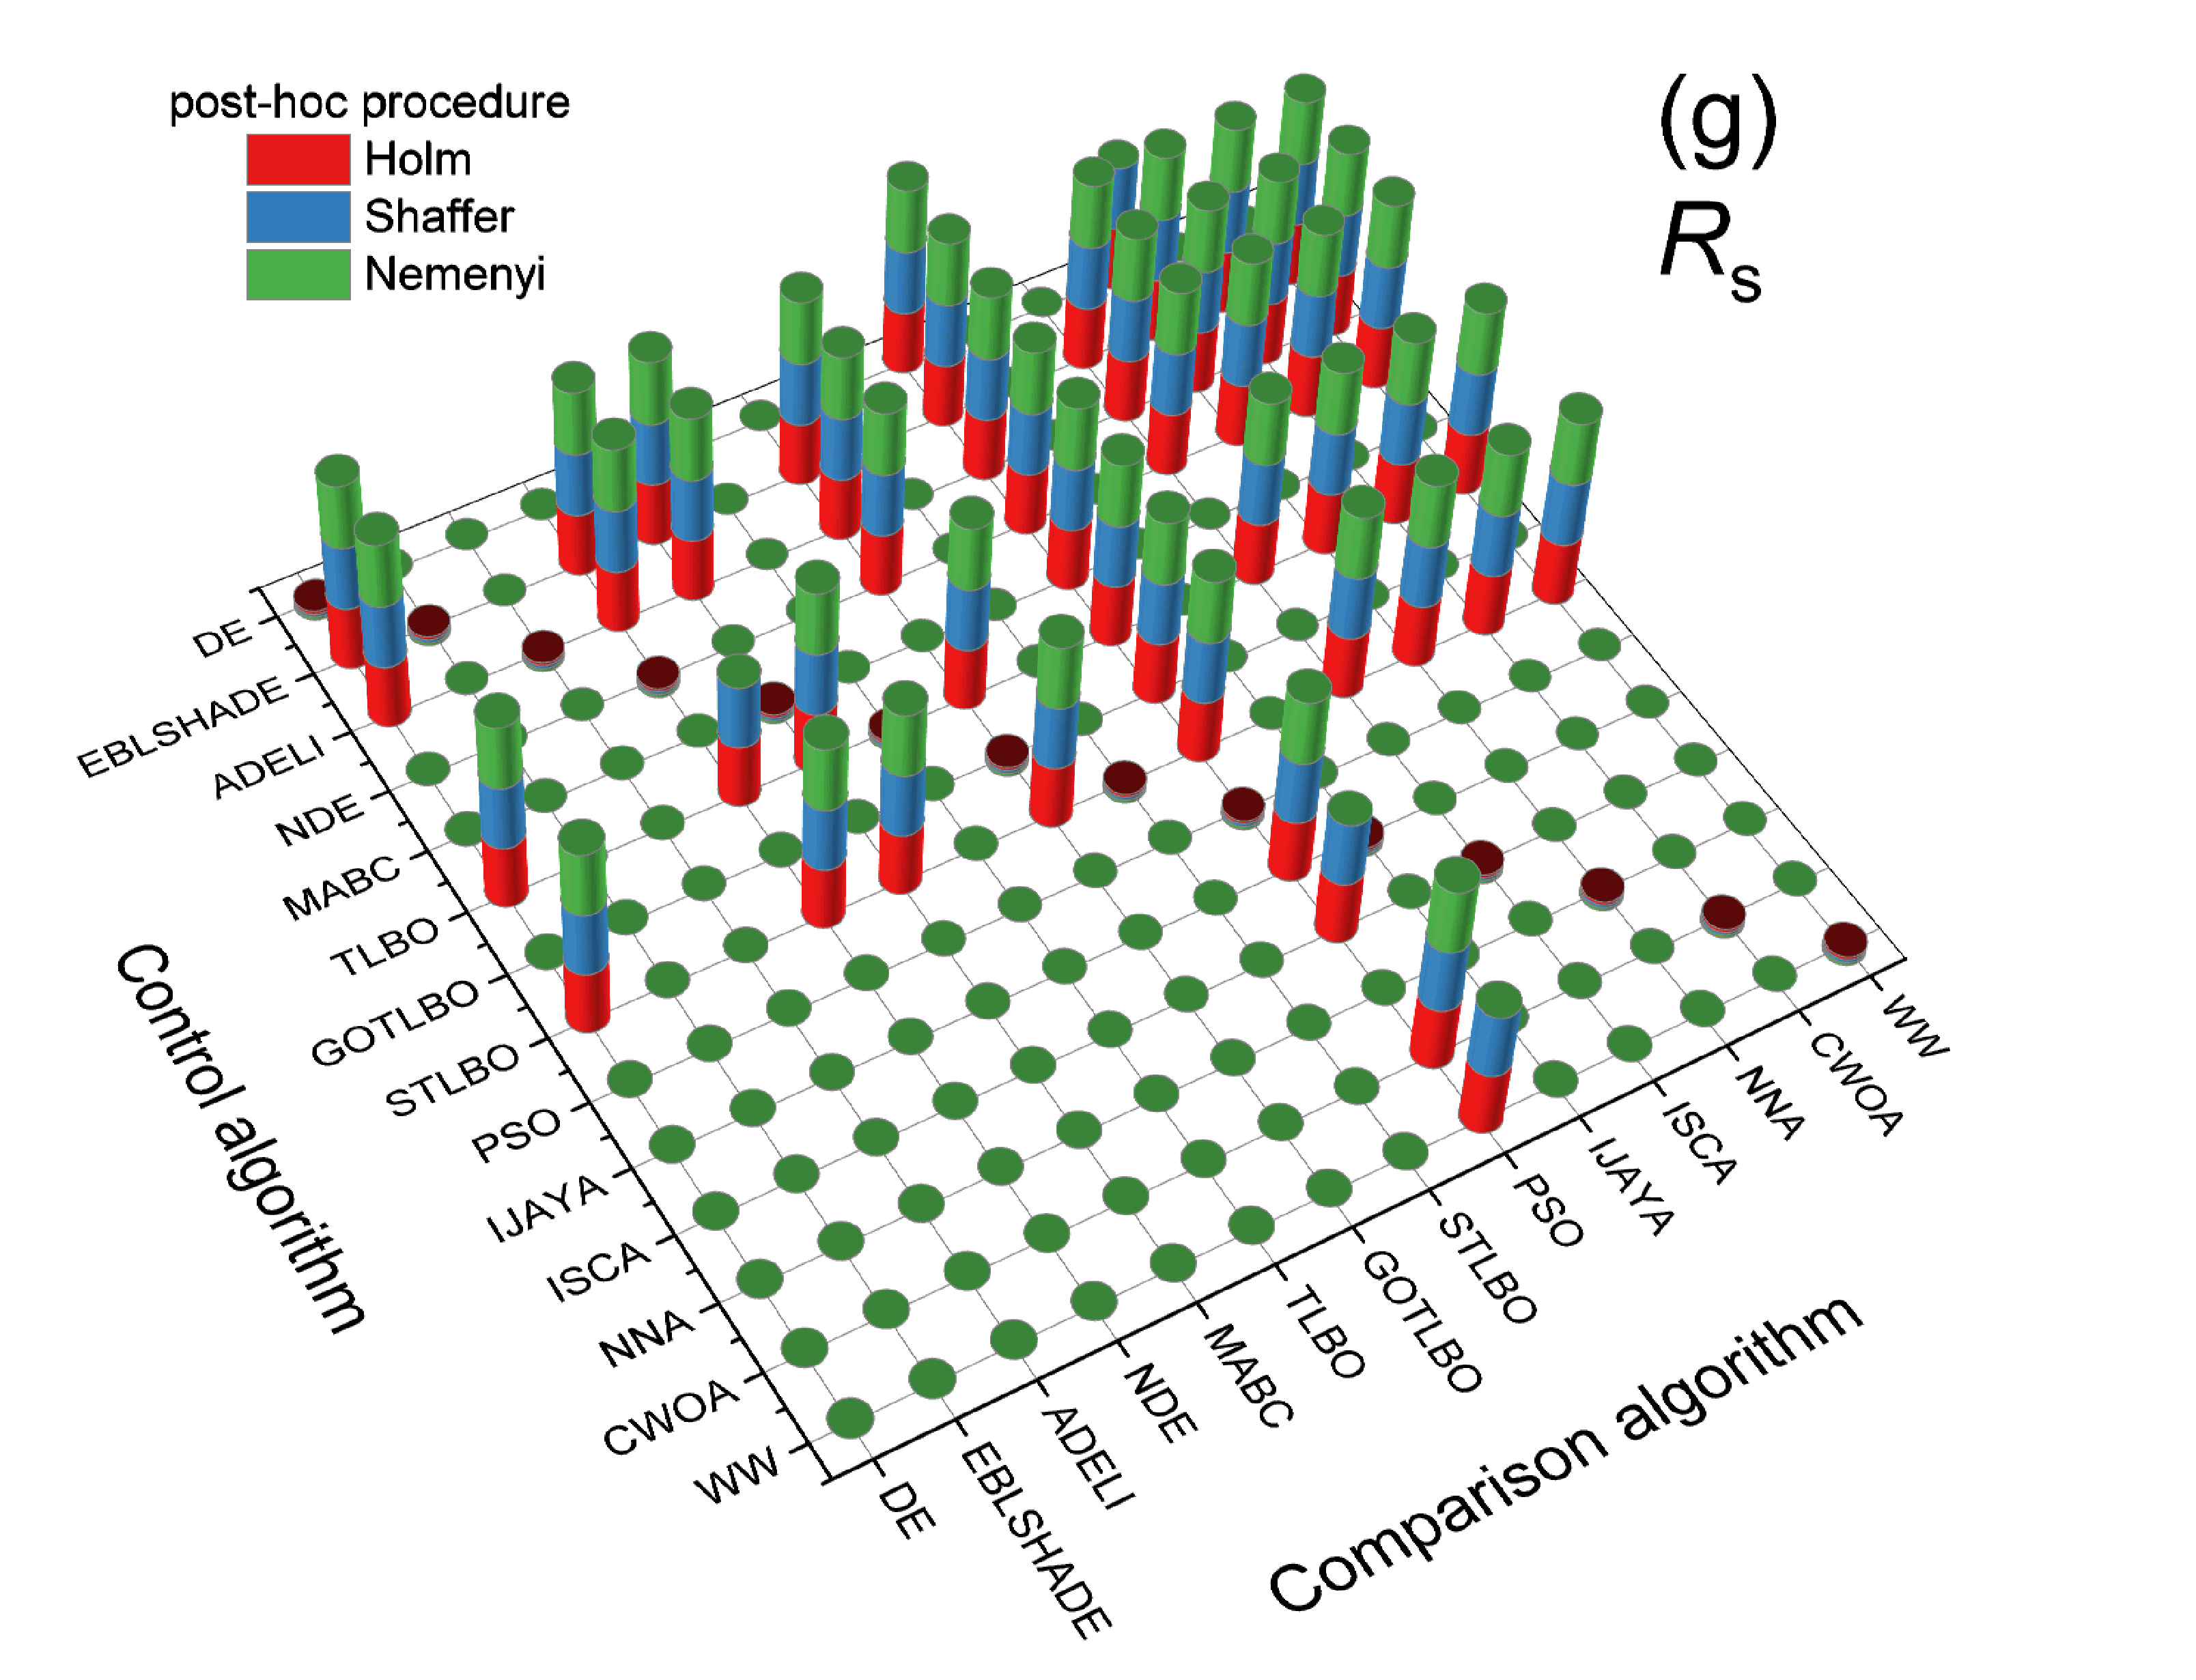 post-hoc procedure
Holm
Shaffer
Nemenyi
(g)
Rs
DE
EBLSHADE
ADELI
NDE
MABC
TLBO
GOTLBO
STLBO
PSO
IJAYA
ISCA
NNA
CWOA
WW
Control algorithm
DE
EBLSHADE
ADELI
NDE
MABC
TLBO
GOTLBO
STLBO
PSO
IJAYA
ISCA
NNA
CWOA
WW
Comparison algorithm